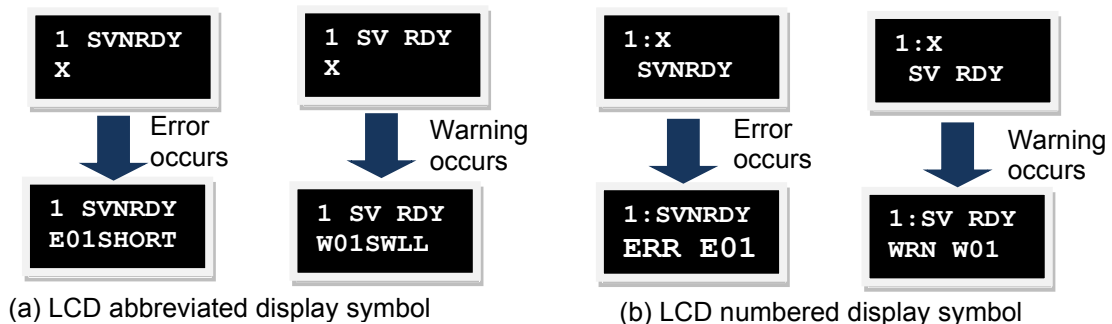 1 SVNRDY
X
Error
occurs
1 SVNRDY
E01SHORT
1 SV RDY
X
Warning
occurs
1 SV RDY
W01SWLL
(a) LCD abbreviated display symbol
1:X
SVNRDY
Error
occurs
1:SVNRDY
ERR E01
1:X
SV RDY
Warning
occurs
1:SV RDY
WRN W01
(b) LCD numbered display symbol